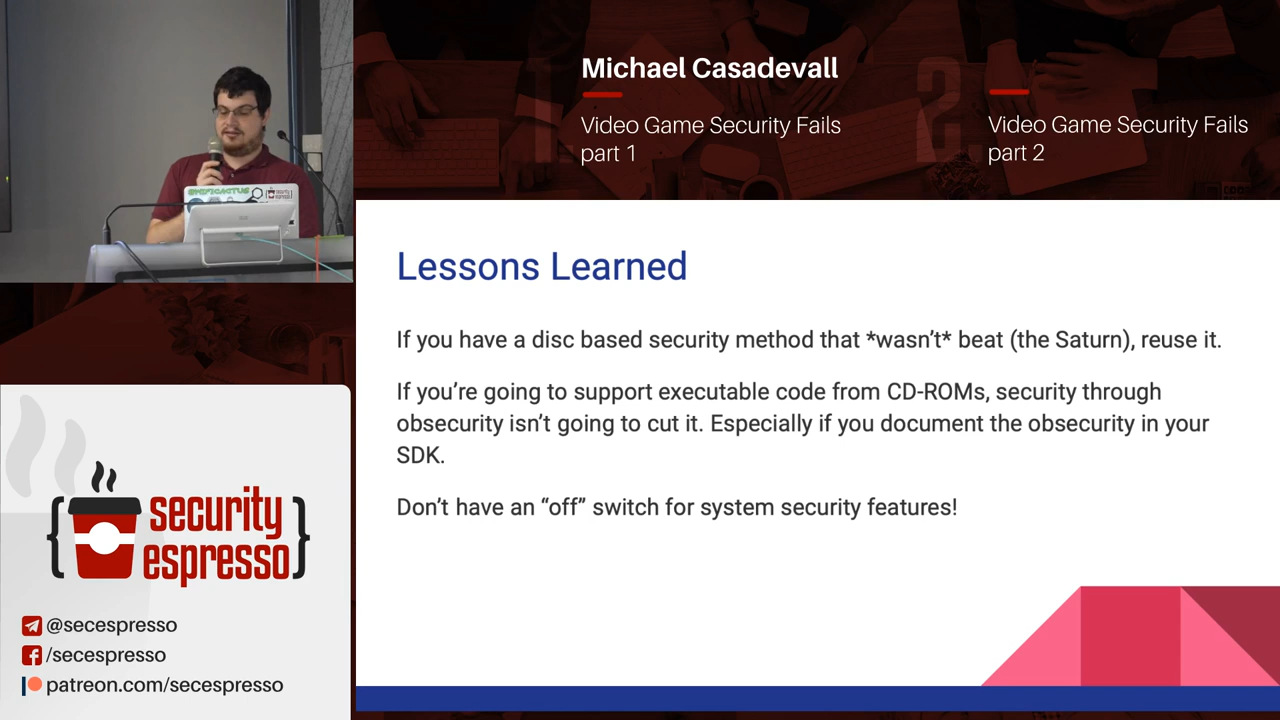 Michael Casadevall
Video Game Security Fails
part 1
Video Game Security Fails
part 2
Lessons Learned
If you have a disc based security method that *wasn't* beat (the Saturn), reuse it.
If you're going to support executable code from CD-ROMs, security through
obsecurity isn't going to cut it. Especially if you document the obsecurity in your
SDK.
Don't have an “off” switch for system security features!
{security
espresso}
@secespresso
/secespresso
patreon.com/secespresso